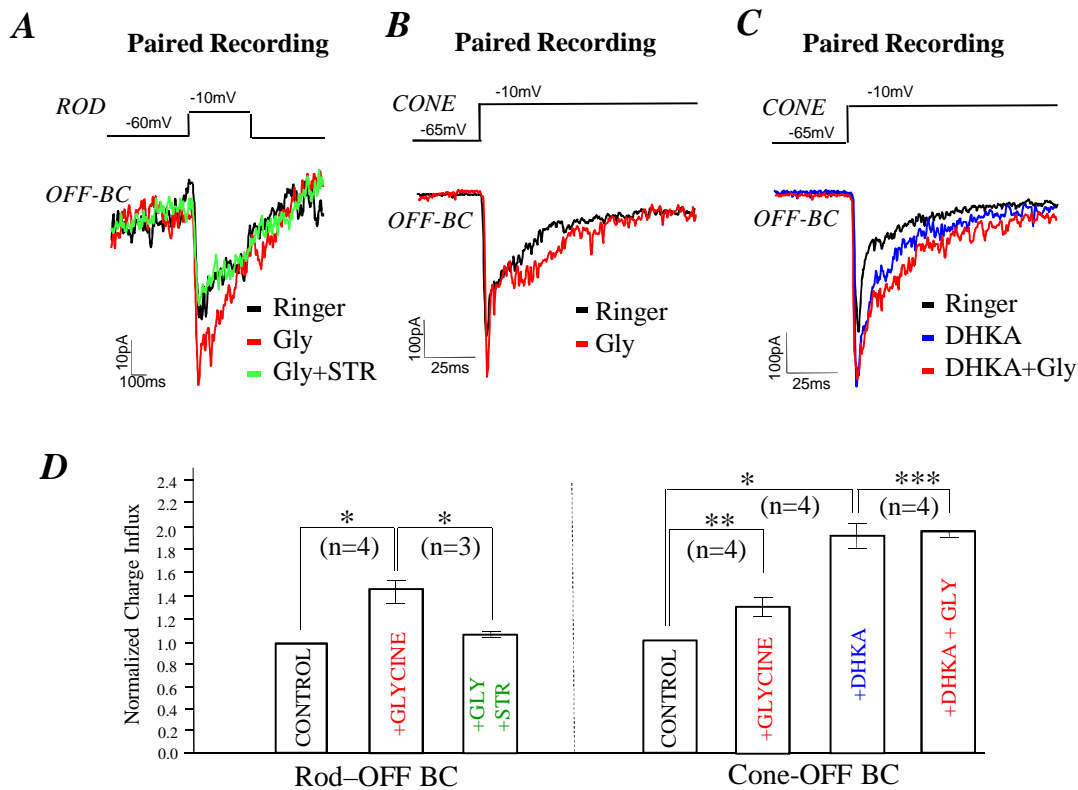 A
Paired Recording
ROD
-10mV
-60mV
OFF-BC
Ringer
Gly
Gly+STR
10pA
100ms
B
Paired Recording
CONE
-10mV
-65mV
OFF-BC
Ringer
Gly
100pA
25ms
C
Paired Recording
CONE
-10mV
-65mV
OFF-BC
Ringer
DHKA
DHKA+Gly
100pA
25ms
D
Normalized Charge Influx
2.4
2.2
2.0
1.8
1.6
1.4
1.2
1.0
0.8
0.6
0.4
0.2
0.0
*
(n=4)
*
(n=3)
CONTROL
+GLYCINE
+GLY
+STR
Rod–OFF BC
*
(n=4)
**
(n=4)
***
(n=4)
CONTROL
+GLYCINE
+DHKA
+DHKA + GLY
Cone-OFF BC